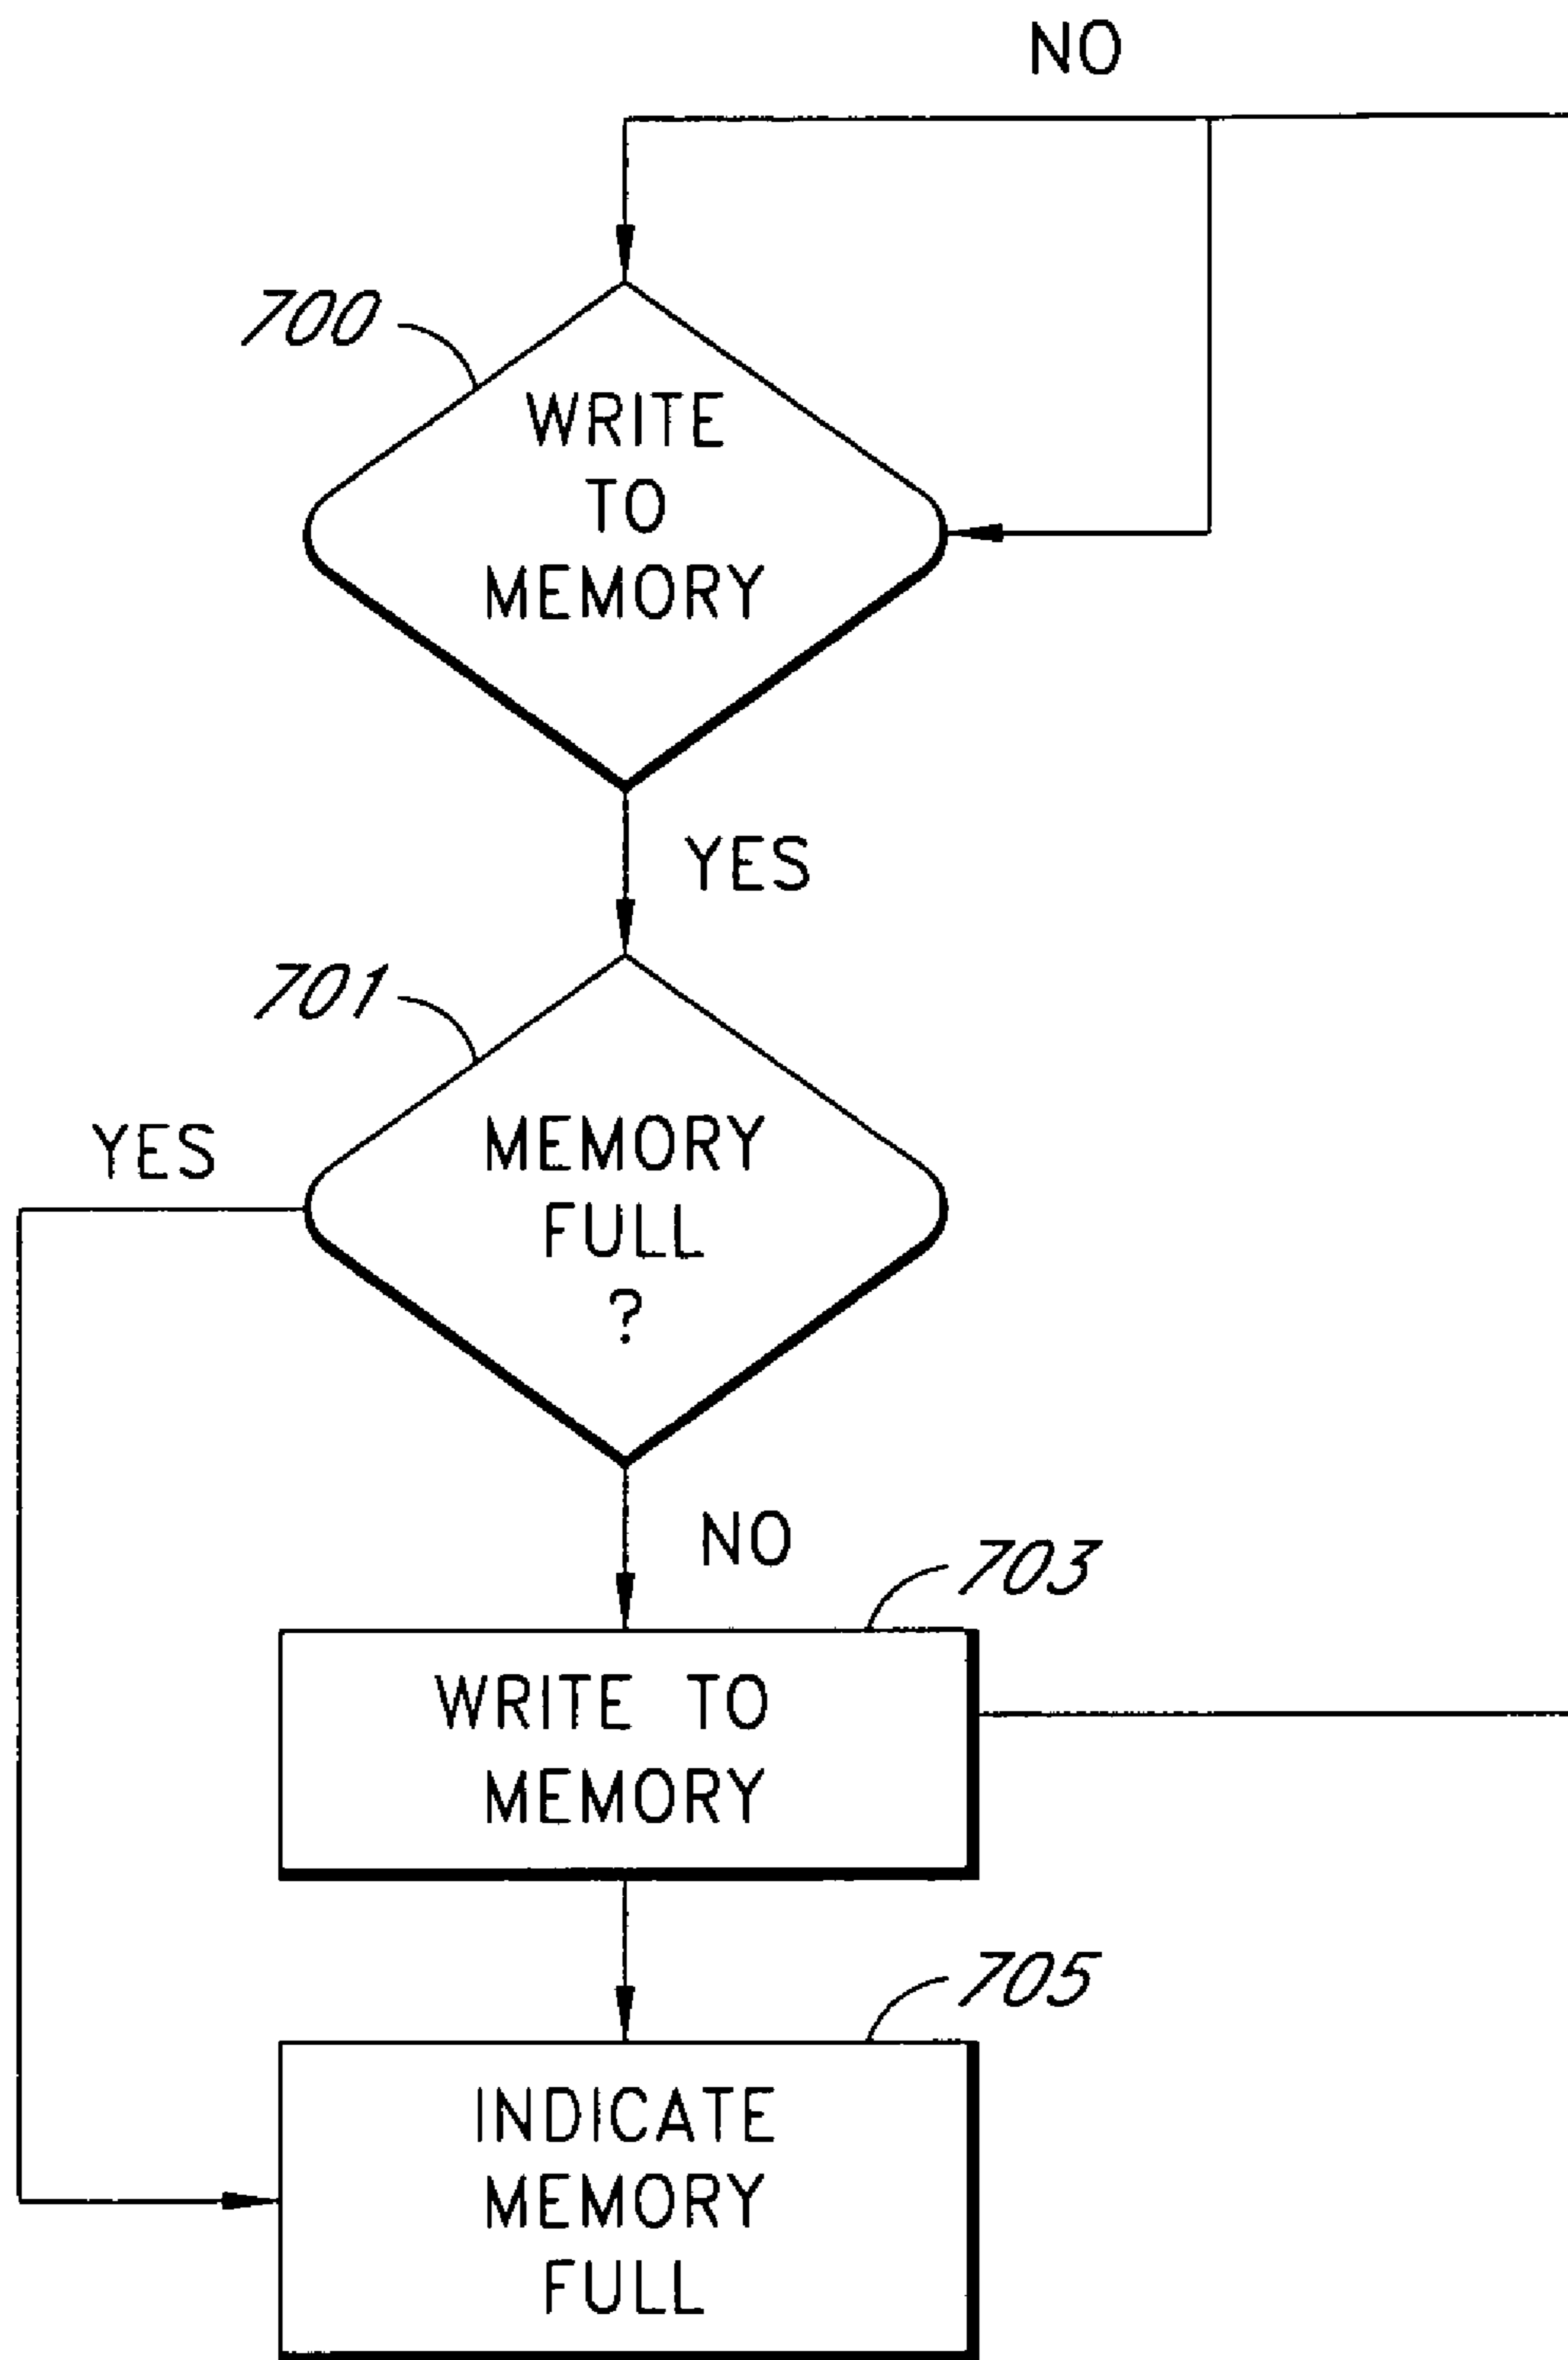 NO
700
WRITE
TO
MEMORY
YES
701
MEMORY
FULL
?
YES
NO
703
WRITE TO
MEMORY
705
INDICATE
MEMORY
FULL